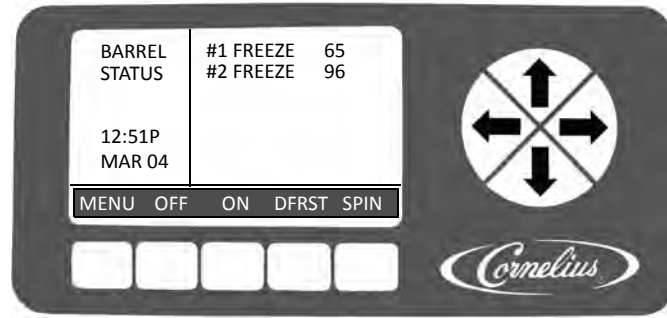 BARREL
STATUS
12:51P
MAR 04
#1 FREEZE 65
#2 FREEZE 96
MENU OFF ON DFRST SPIN
Cornelius